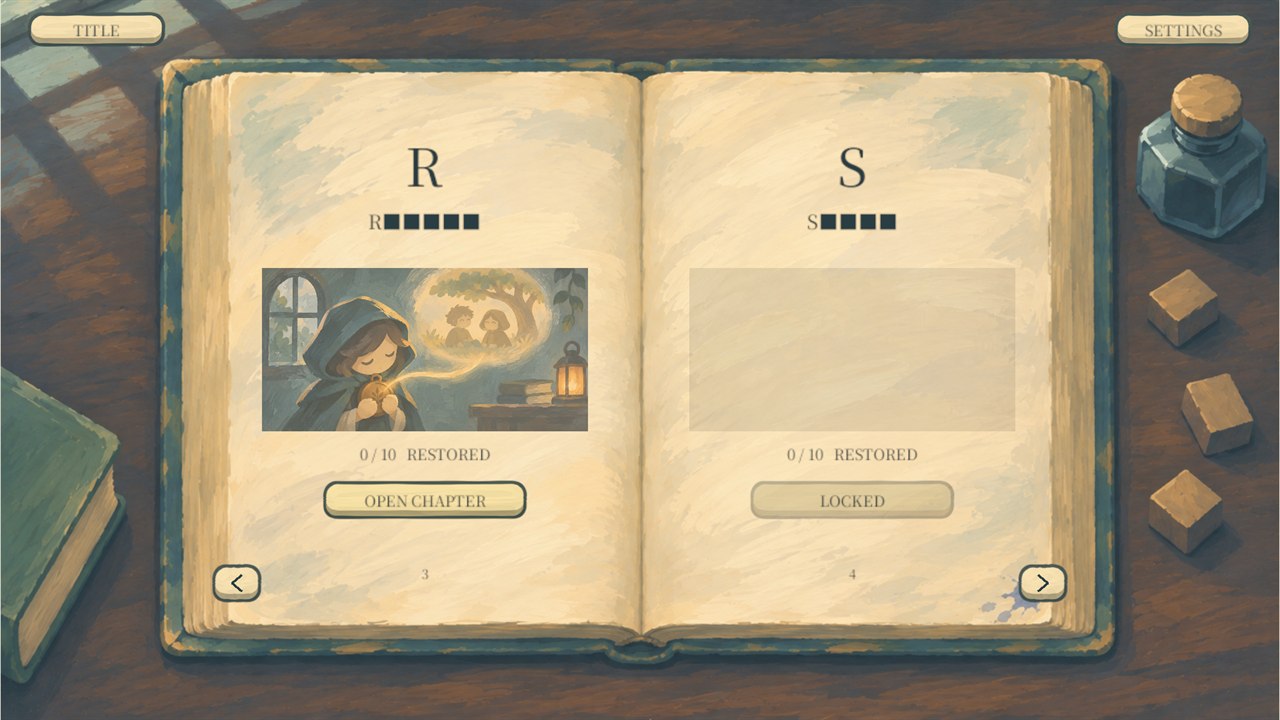 TITLE
SETTINGS
R
R■■■■■
0 / 10 RESTORED
OPEN CHAPTER
<
3
S
S■■■■
0 / 10 RESTORED
LOCKED
4
>